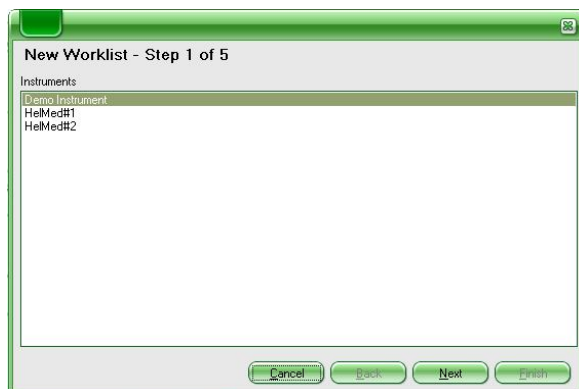 New Worklist - Step 1 of 5
Instruments
Demo Instrument
HelMed#1
HelMed#2
Cancel Back Next Finish